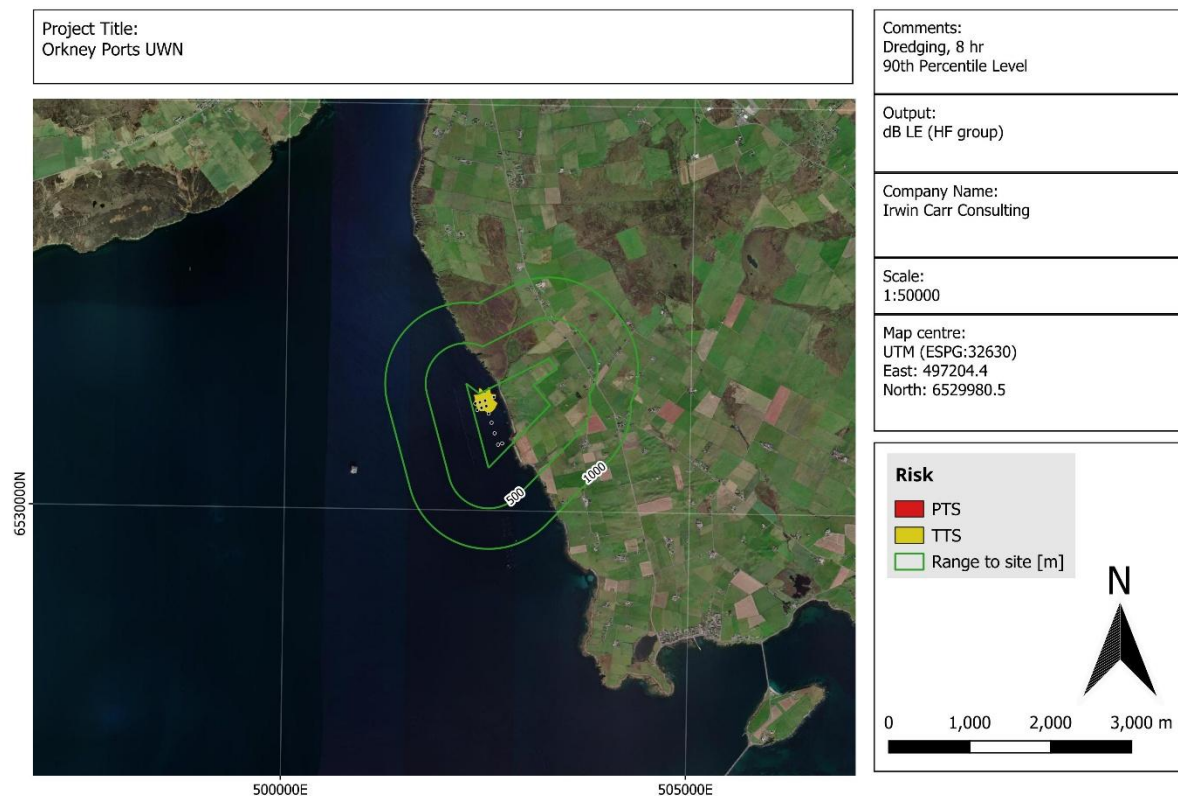 Project Title:
Orkney Ports UWN
Comments:
Dredging, 8 hr
90th Percentile Level
Output:
dB LE (HF group)
Company Name:
Irwin Carr Consulting
Scale:
1:50000
Map centre:
UTM (ESPG:32630)
East: 497204.4
North: 6529980.5
6530000N
500
1000
500000E
505000E
Risk
PTS
TTS
Range to site [m]
N
0 1,000 2,000 3,000 m